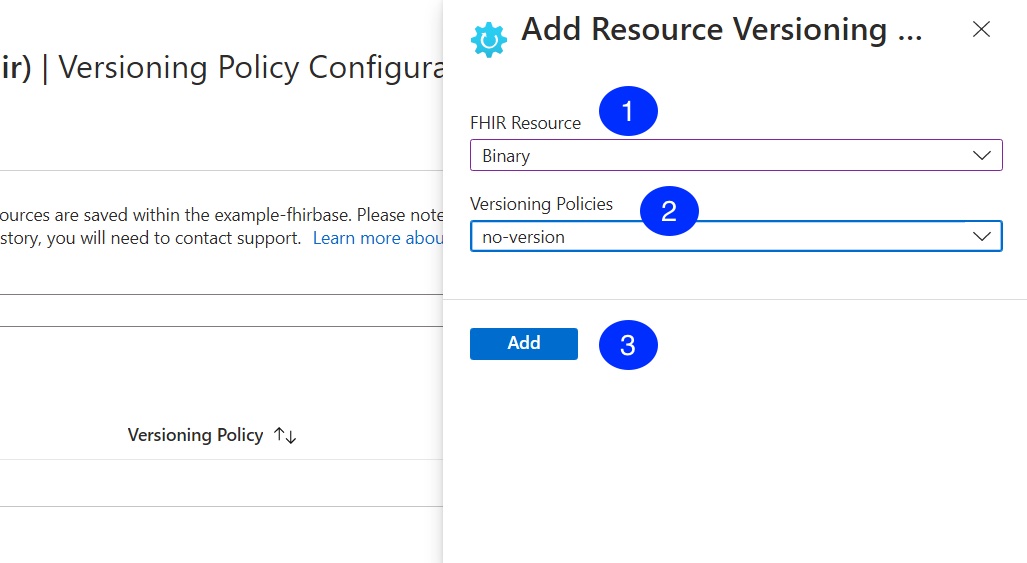 ir) | Versioning Policy Configura
ources are saved within the example-fhirbase. Please note
story, you will need to contact support. Learn more abou
Versioning Policy
Add Resource Versioning ...
FHIR Resource
1
Binary
Versioning Policies
2
no-version
Add
3